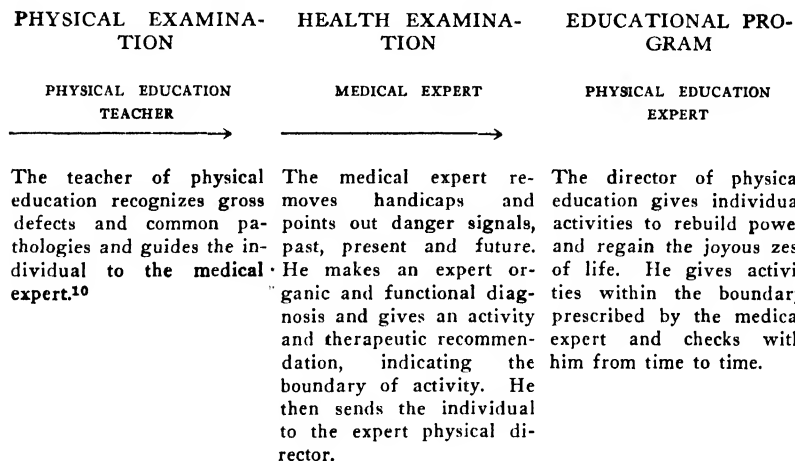 PHYSICAL EXAMINA-
TION
PHYSICAL EDUCATION
TEACHER
The teacher of physical
education recognizes gross
defects and common pa-
thologies and guides the in-
dividual to the medical
expert.¹⁰
HEALTH EXAMINA-
TION
MEDICAL EXPERT
The medical expert re-
moves handicaps and
points out danger signals,
past, present and future.
He makes an expert or-
ganic and functional diag-
nosis and gives an activity
and therapeutic recommen-
dation, indicating the
boundary of activity. He
then sends the individual
to the expert physical di-
rector.
EDUCATIONAL PRO-
GRAM
PHYSICAL EDUCATION
EXPERT
The director of physica
education gives individua
activities to rebuild powe
and regain the joyous zes
of life. He gives activi
ties within the boundar
prescribed by the medica
expert and checks with
him from time to time.